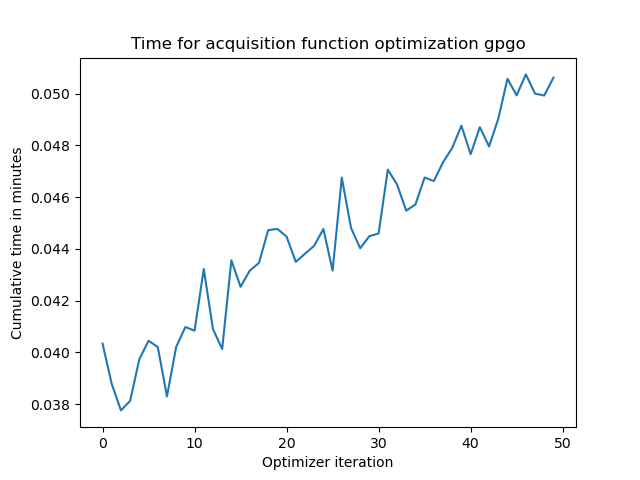 Time for acquisition function optimization gpgo
Cumulative time in minutes
0.050
0.048
0.046
0.044
0.042
0.040
0.038
0 10 20 30 40 50
Optimizer iteration